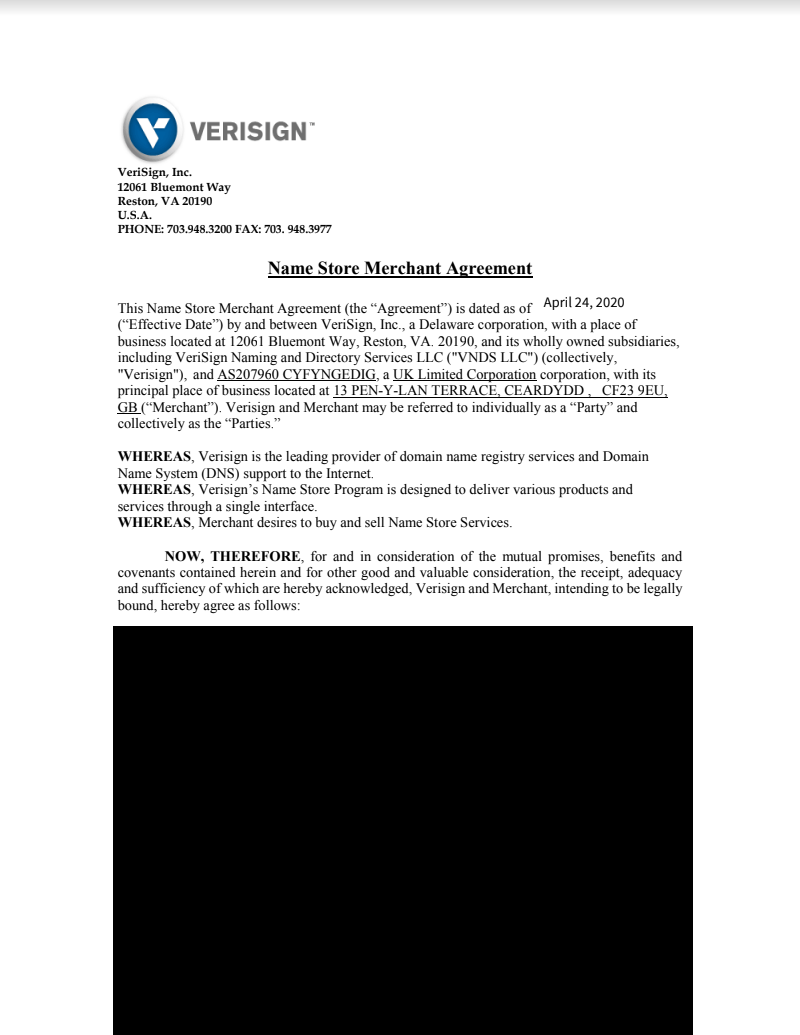 VERISIGN™
VeriSign, Inc.
12061 Bluemont Way
Reston, VA 20190
U.S.A.
PHONE: 703.948.3200 FAX: 703. 948.3977
Name Store Merchant Agreement
This Name Store Merchant Agreement (the “Agreement”) is dated as of April 24, 2020
(“Effective Date”) by and between VeriSign, Inc., a Delaware corporation, with a place of
business located at 12061 Bluemont Way, Reston, VA. 20190, and its wholly owned subsidiaries,
including VeriSign Naming and Directory Services LLC ("VNDS LLC") (collectively,
"Verisign"), and AS207960 CYFYNGEDIG, a UK Limited Corporation corporation, with its
principal place of business located at 13 PEN-Y-LAN TERRACE, CEARDYDD , CF23 9EU,
GB (“Merchant”). Verisign and Merchant may be referred to individually as a “Party” and
collectively as the “Parties.”
WHEREAS, Verisign is the leading provider of domain name registry services and Domain
Name System (DNS) support to the Internet.
WHEREAS, Verisign’s Name Store Program is designed to deliver various products and
services through a single interface.
WHEREAS, Merchant desires to buy and sell Name Store Services.
NOW, THEREFORE, for and in consideration of the mutual promises, benefits and
covenants contained herein and for other good and valuable consideration, the receipt, adequacy
and sufficiency of which are hereby acknowledged, Verisign and Merchant, intending to be legally
bound, hereby agree as follows: